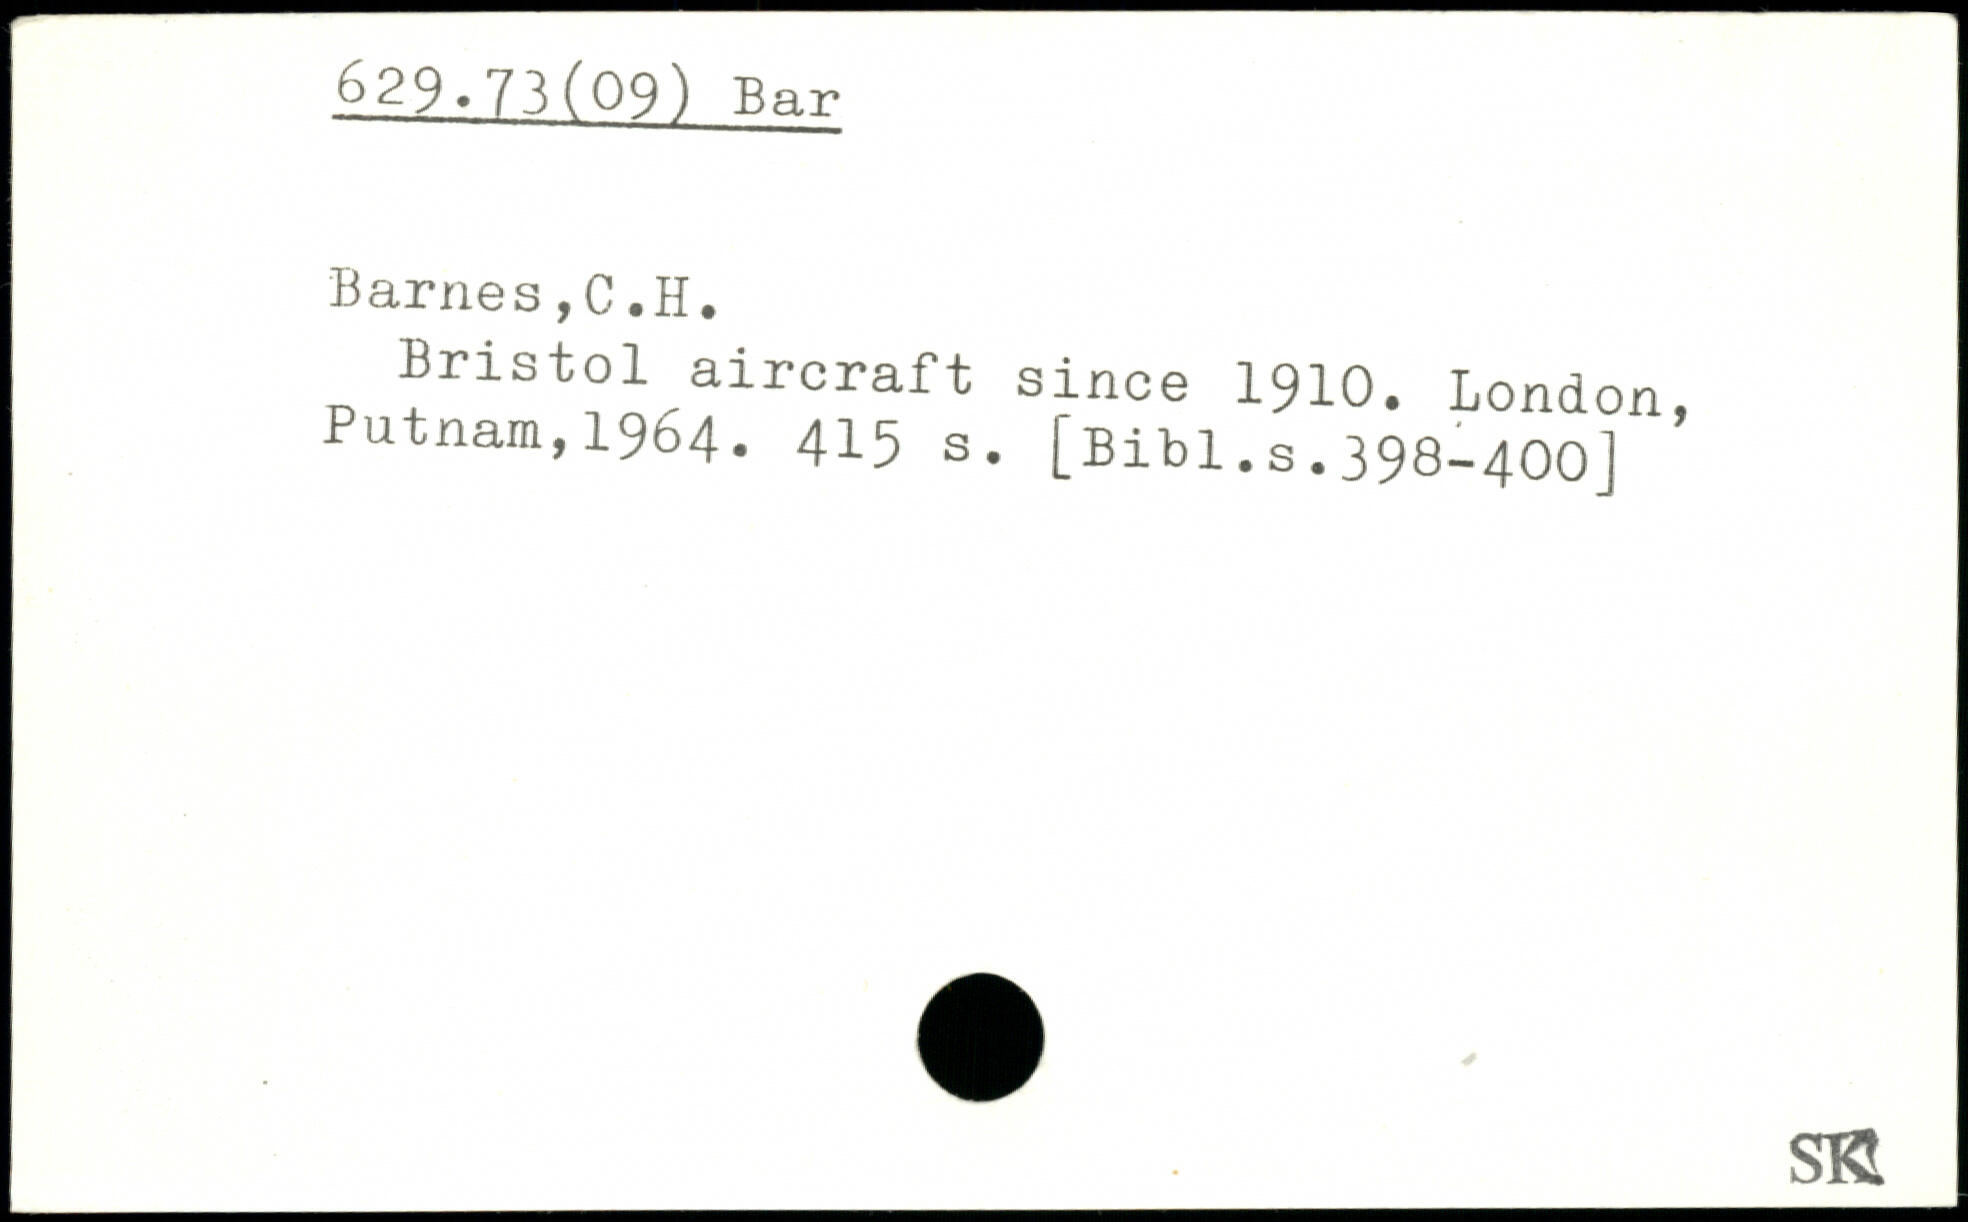 629.73(09) Bar
Barnes,C.H.
Bristol aircraft since 1910. London,
Putnam,1964. 415 s. [Bibl.s.398-400]
SK